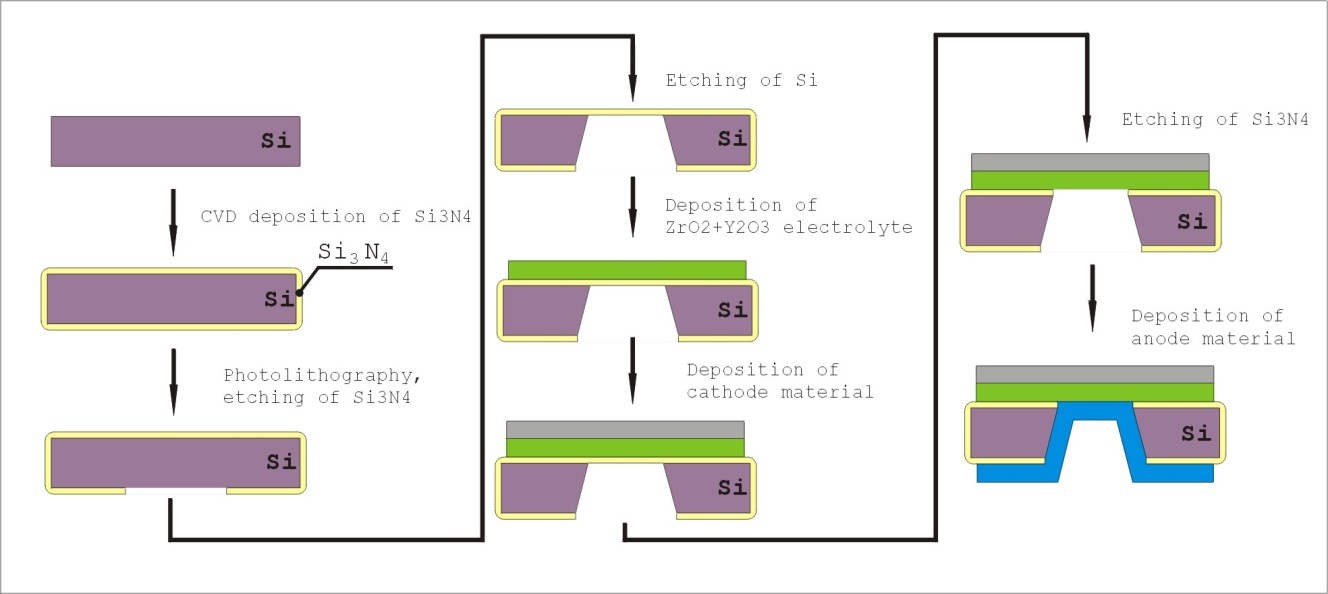 Si
CVD deposition of Si3N4
Si3N4
Si
Photolithography,
etching of Si3N4
Si
Etching of Si
Si
Deposition of
ZrO2+Y2O3 electrolyte
Si
Deposition of
cathode material
Si
Etching of Si3N4
Si
Deposition of
anode material
Si